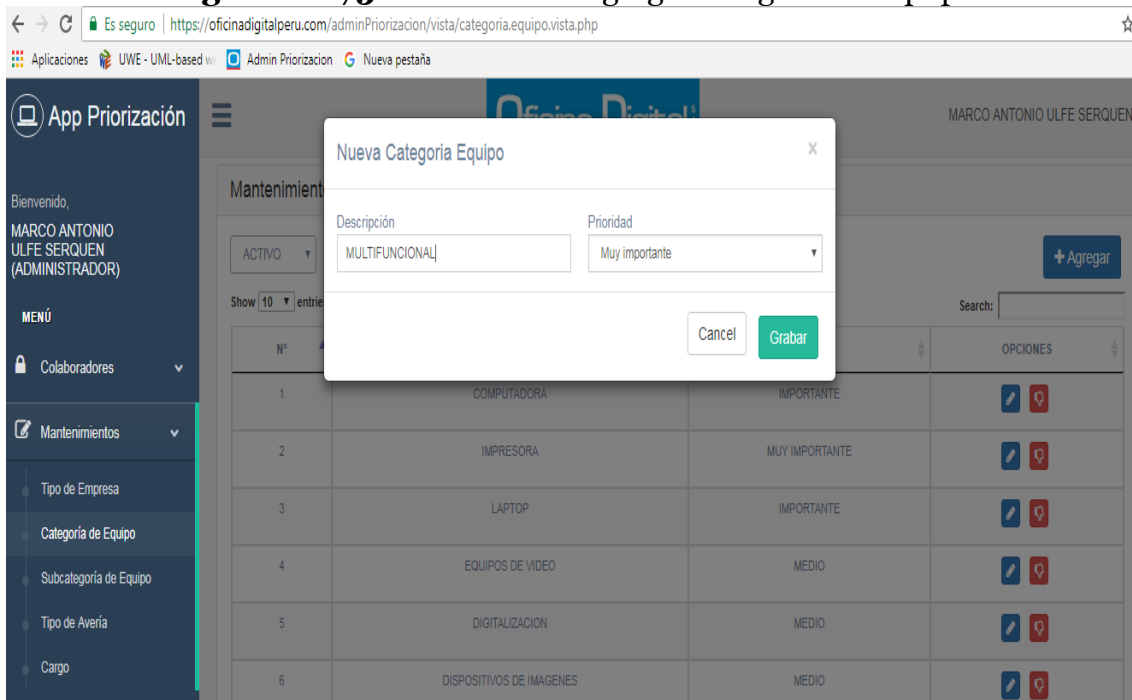 Es seguro | https://oficinadigitalperu.com/adminPriorizacion/vista/categoria.equipo.vista.php
Aplicaciones UWE - UML-based w Admin Priorizacion Nueva pestaña
App Priorización
Oficina Digital
MARCO ANTONIO ULFE SERQUEN
Bienvenido,
MARCO ANTONIO
ULFE SERQUEN
(ADMINISTRADOR)
MENÚ
Colaboradores
Mantenimientos
Tipo de Empresa
Categoría de Equipo
Subcategoría de Equipo
Tipo de Avería
Cargo
Nueva Categoria Equipo x
Descripción Prioridad
MULTIFUNCIONAL Muy importante
Cancel Grabar
Mantenimient
ACTIVO + Agregar
Show 10 entrie Search:
Nº OPCIONES
1 COMPUTADORA IMPORTANTE
2 IMPRESORA MUY IMPORTANTE
3 LAPTOP IMPORTANTE
4 EQUIPOS DE VIDEO MEDIO
5 DIGITALIZACION MEDIO
6 DISPOSITIVOS DE IMAGENES MEDIO